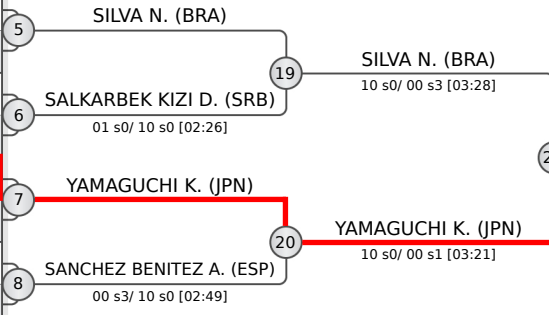 5
SILVA N. (BRA)
19
SILVA N. (BRA)
10 s0/ 00 s3 [03:28]
6
SALKARBEK KIZI D. (SRB)
01 s0/ 10 s0 [02:26]
7
YAMAGUCHI K. (JPN)
20
YAMAGUCHI K. (JPN)
10 s0/ 00 s1 [03:21]
8
SANCHEZ BENITEZ A. (ESP)
00 s3/ 10 s0 [02:49]